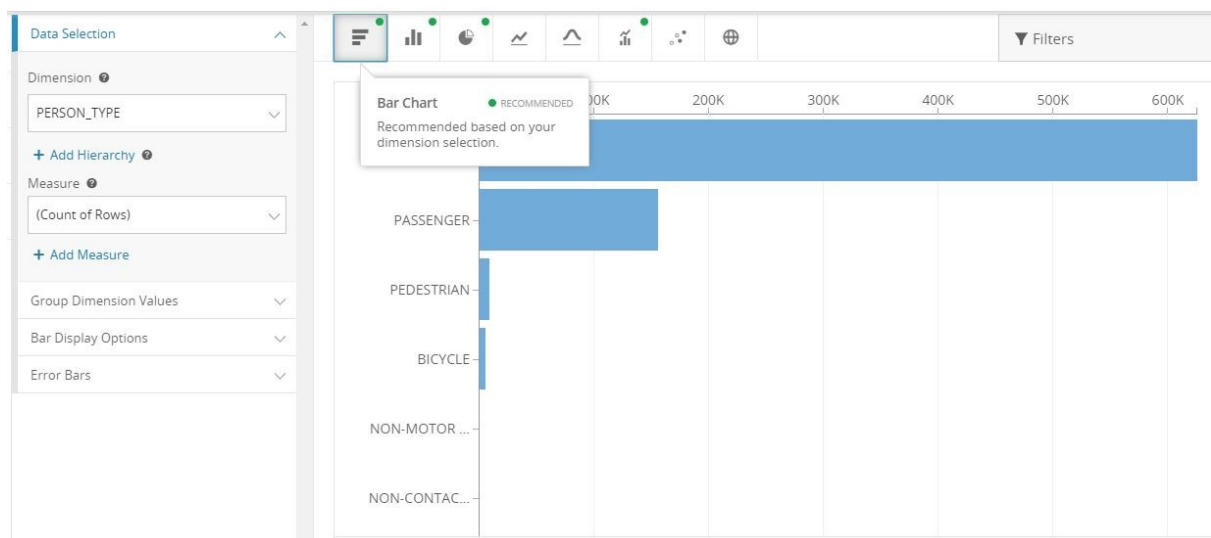 Data Selection
Filters
Dimension
PERSON_TYPE
+ Add Hierarchy
Measure
(Count of Rows)
+ Add Measure
Group Dimension Values
Bar Display Options
Error Bars
Bar Chart RECOMMENDED
Recommended based on your
dimension selection.
200K 300K 400K 500K 600K
PASSENGER
PEDESTRIAN
BICYCLE
NON-MOTOR ...
NON-CONTAC...